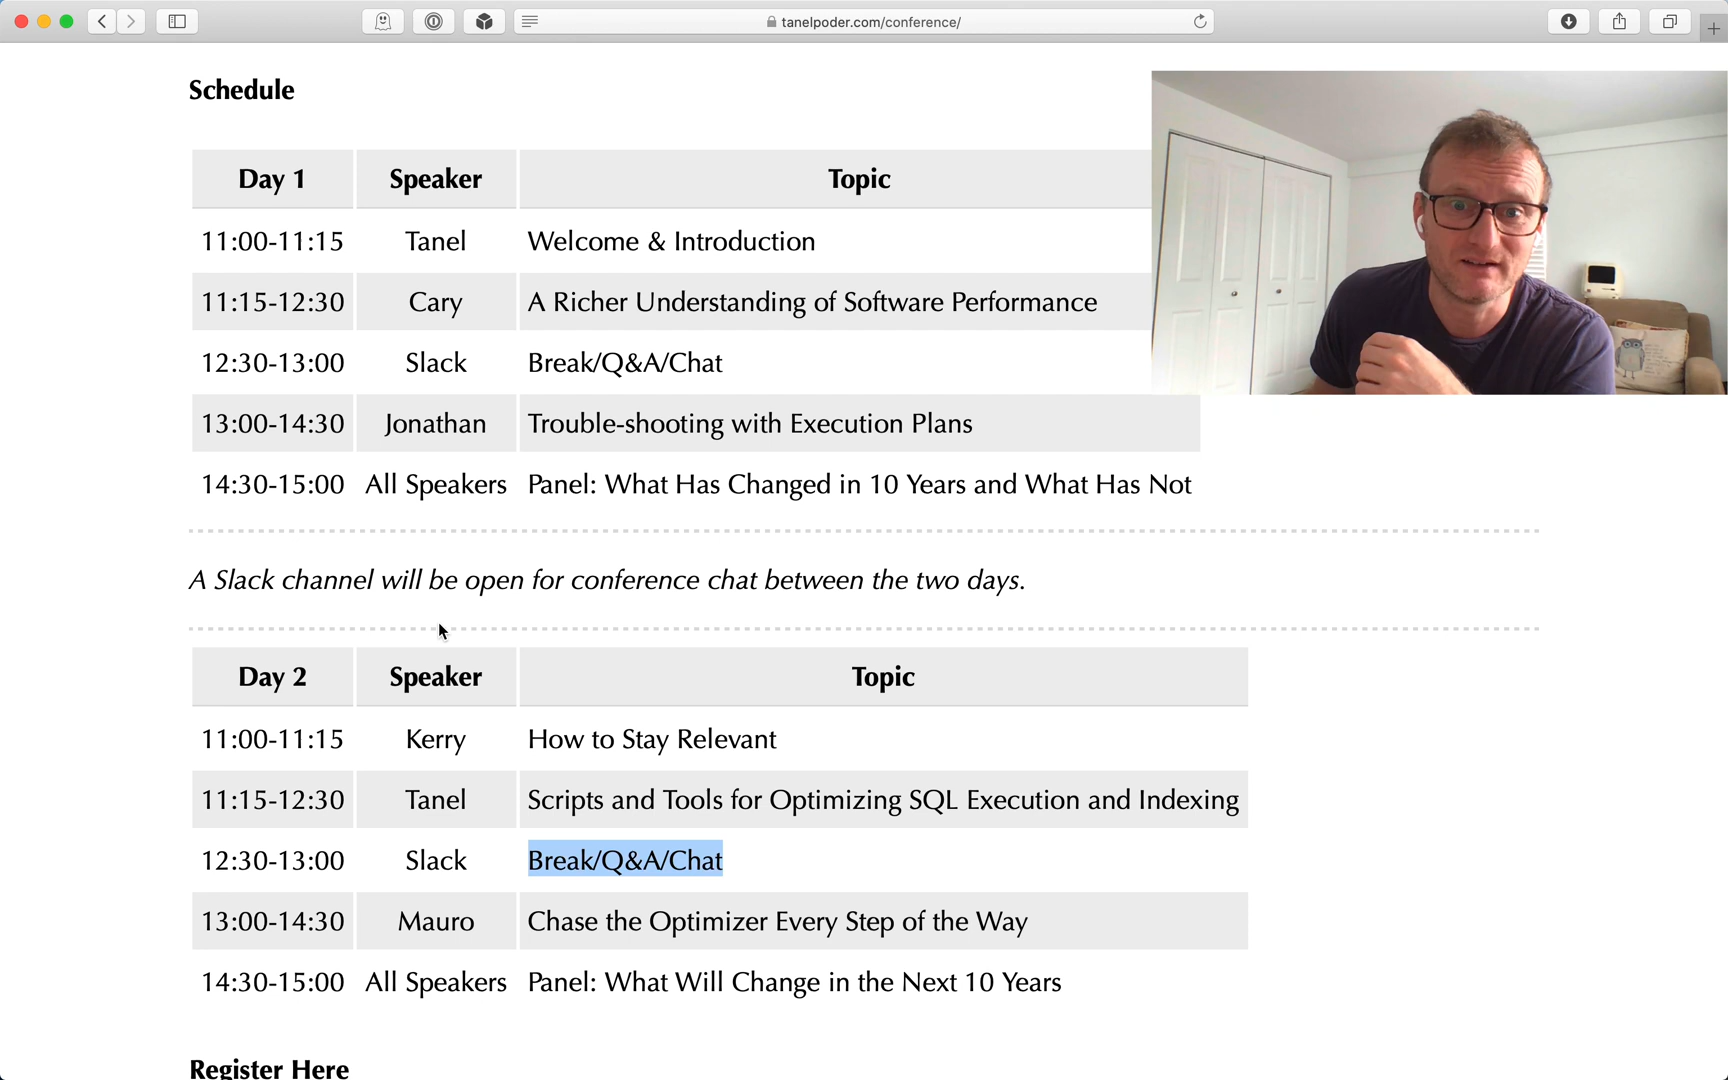 tanelpoder.com/conference/
Schedule
Day 1 Speaker Topic
11:00-11:15 Tanel Welcome & Introduction
11:15-12:30 Cary A Richer Understanding of Software Performance
12:30-13:00 Slack Break/Q&A/Chat
13:00-14:30 Jonathan Trouble-shooting with Execution Plans
14:30-15:00 All Speakers Panel: What Has Changed in 10 Years and What Has Not
A Slack channel will be open for conference chat between the two days.
Day 2 Speaker Topic
11:00-11:15 Kerry How to Stay Relevant
11:15-12:30 Tanel Scripts and Tools for Optimizing SQL Execution and Indexing
12:30-13:00 Slack Break/Q&A/Chat
13:00-14:30 Mauro Chase the Optimizer Every Step of the Way
14:30-15:00 All Speakers Panel: What Will Change in the Next 10 Years
Register Here